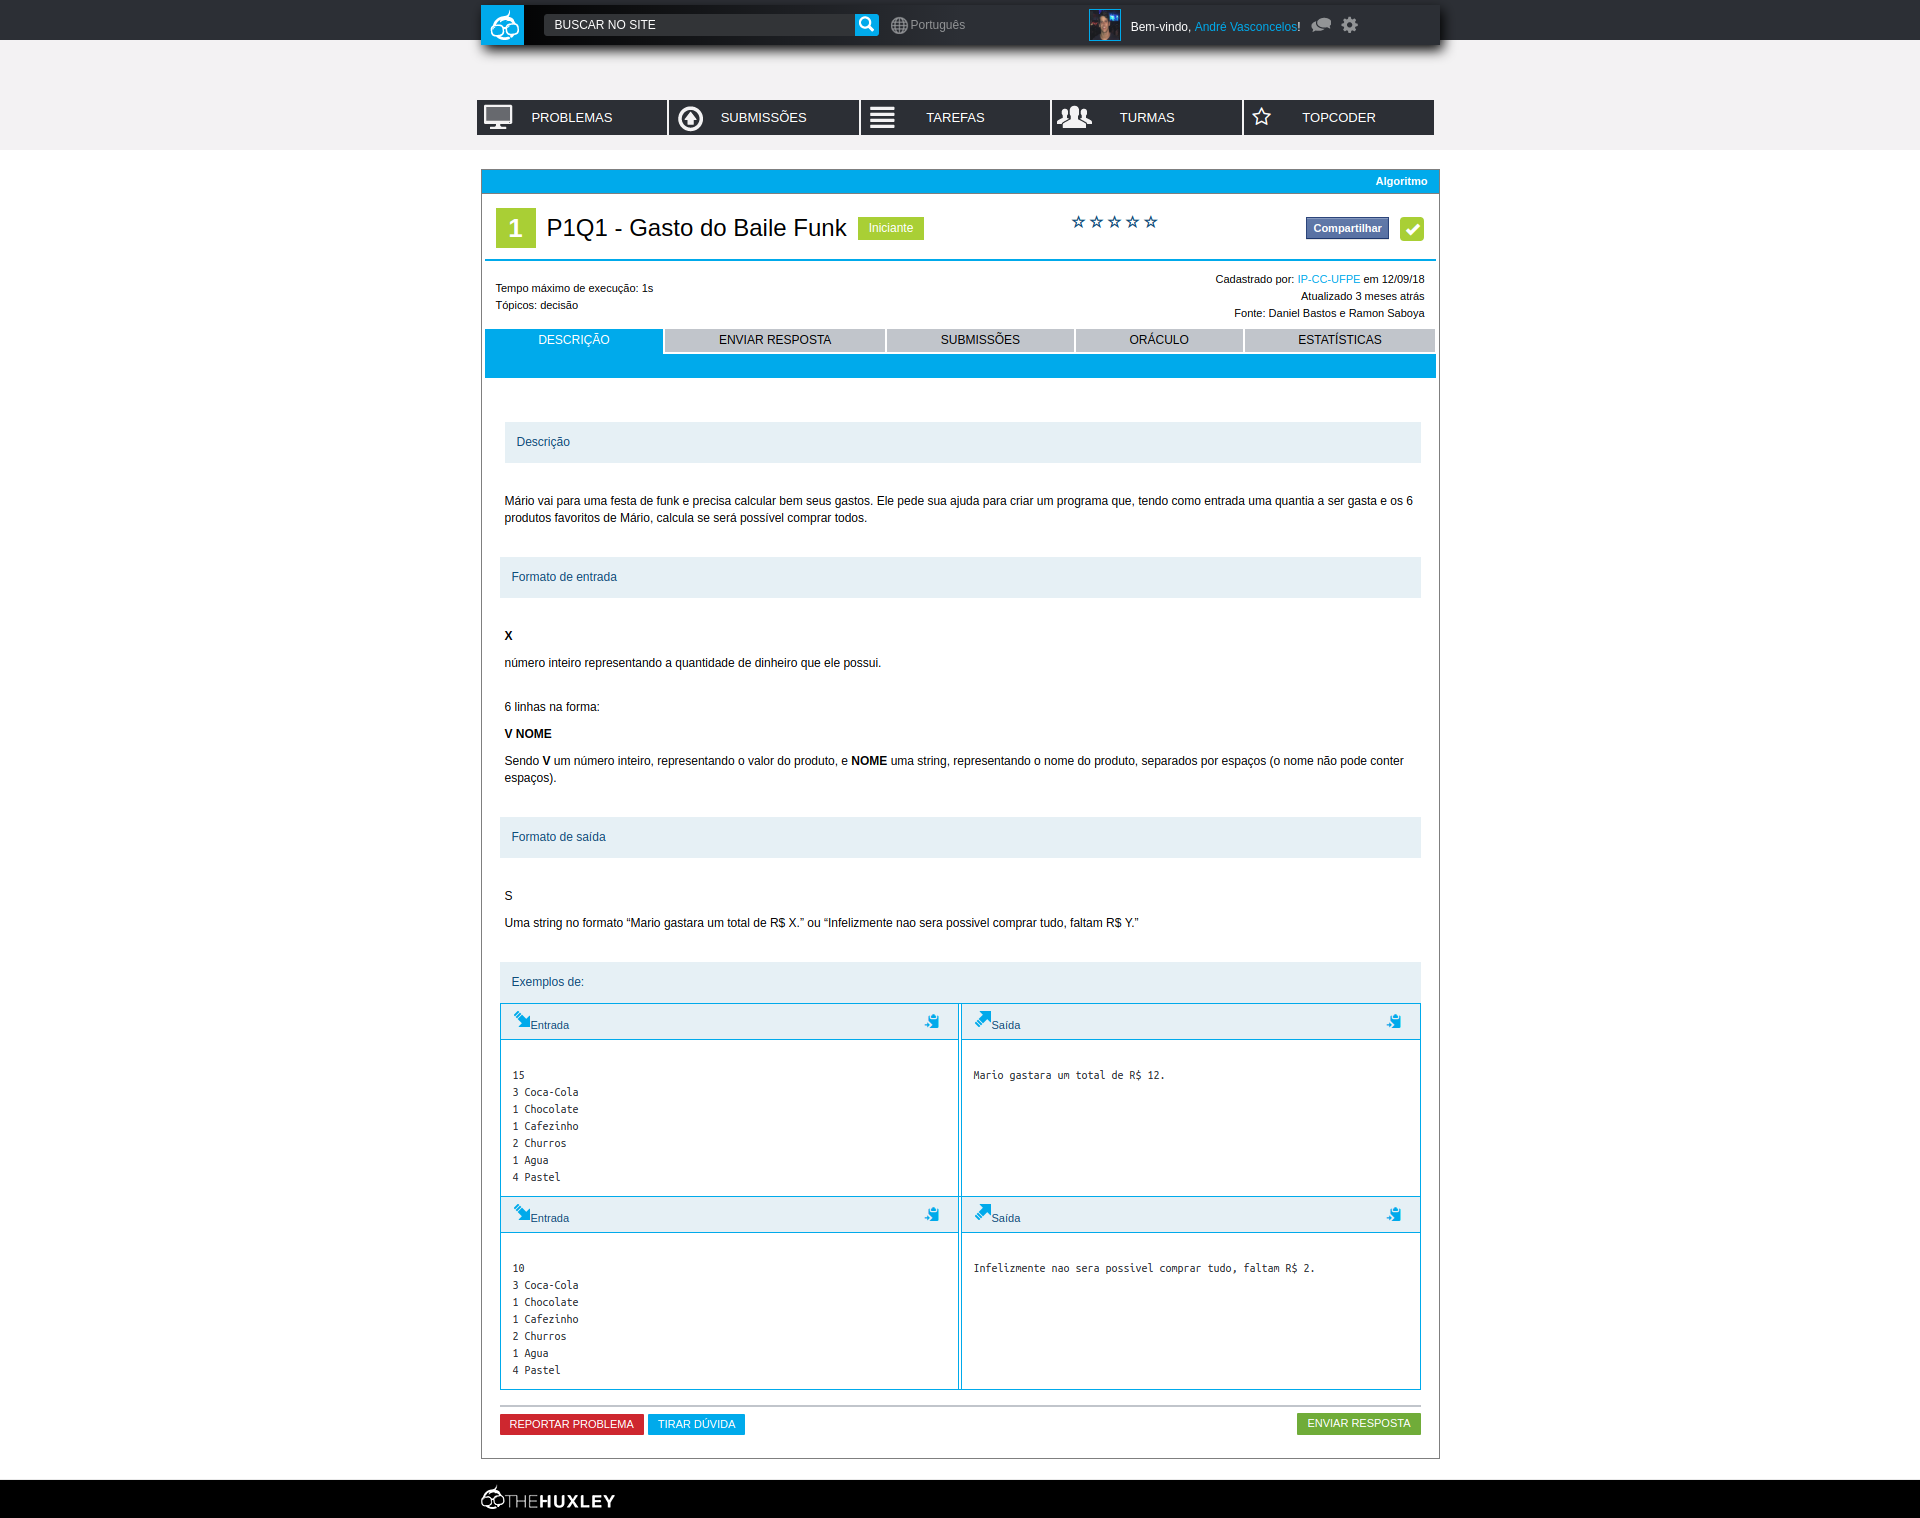 BUSCAR NO SITE Português Bem-vindo, André Vasconcelos!
PROBLEMAS SUBMISSÕES TAREFAS TURMAS TOPCODER
Algoritmo
1 P1Q1 - Gasto do Baile Funk Iniciante Compartilhar
Cadastrado por: IP-CC-UFPE em 12/09/18
Tempo máximo de execução: 1s
Atualizado 3 meses atrás
Tópicos: decisão
Fonte: Daniel Bastos e Ramon Saboya
DESCRIÇÃO ENVIAR RESPOSTA SUBMISSÕES ORÁCULO ESTATÍSTICAS
Descrição
Mário vai para uma festa de funk e precisa calcular bem seus gastos. Ele pede sua ajuda para criar um programa que, tendo como entrada uma quantia a ser gasta e os 6
produtos favoritos de Mário, calcula se será possível comprar todos.
Formato de entrada
X
número inteiro representando a quantidade de dinheiro que ele possui.
6 linhas na forma:
V NOME
Sendo V um número inteiro, representando o valor do produto, e NOME uma string, representando o nome do produto, separados por espaços (o nome não pode conter
espaços).
Formato de saída
S
Uma string no formato “Mario gastara um total de R$ X.” ou “Infelizmente nao sera possivel comprar tudo, faltam R$ Y.”
Exemplos de:
Entrada
15
3 Coca-Cola
1 Chocolate
1 Cafezinho
2 Churros
1 Agua
4 Pastel
Saída
Mario gastara um total de R$ 12.
Entrada
10
3 Coca-Cola
1 Chocolate
1 Cafezinho
2 Churros
1 Agua
4 Pastel
Saída
Infelizmente nao sera possivel comprar tudo, faltam R$ 2.
REPORTAR PROBLEMA TIRAR DÚVIDA ENVIAR RESPOSTA
THEHUXLEY